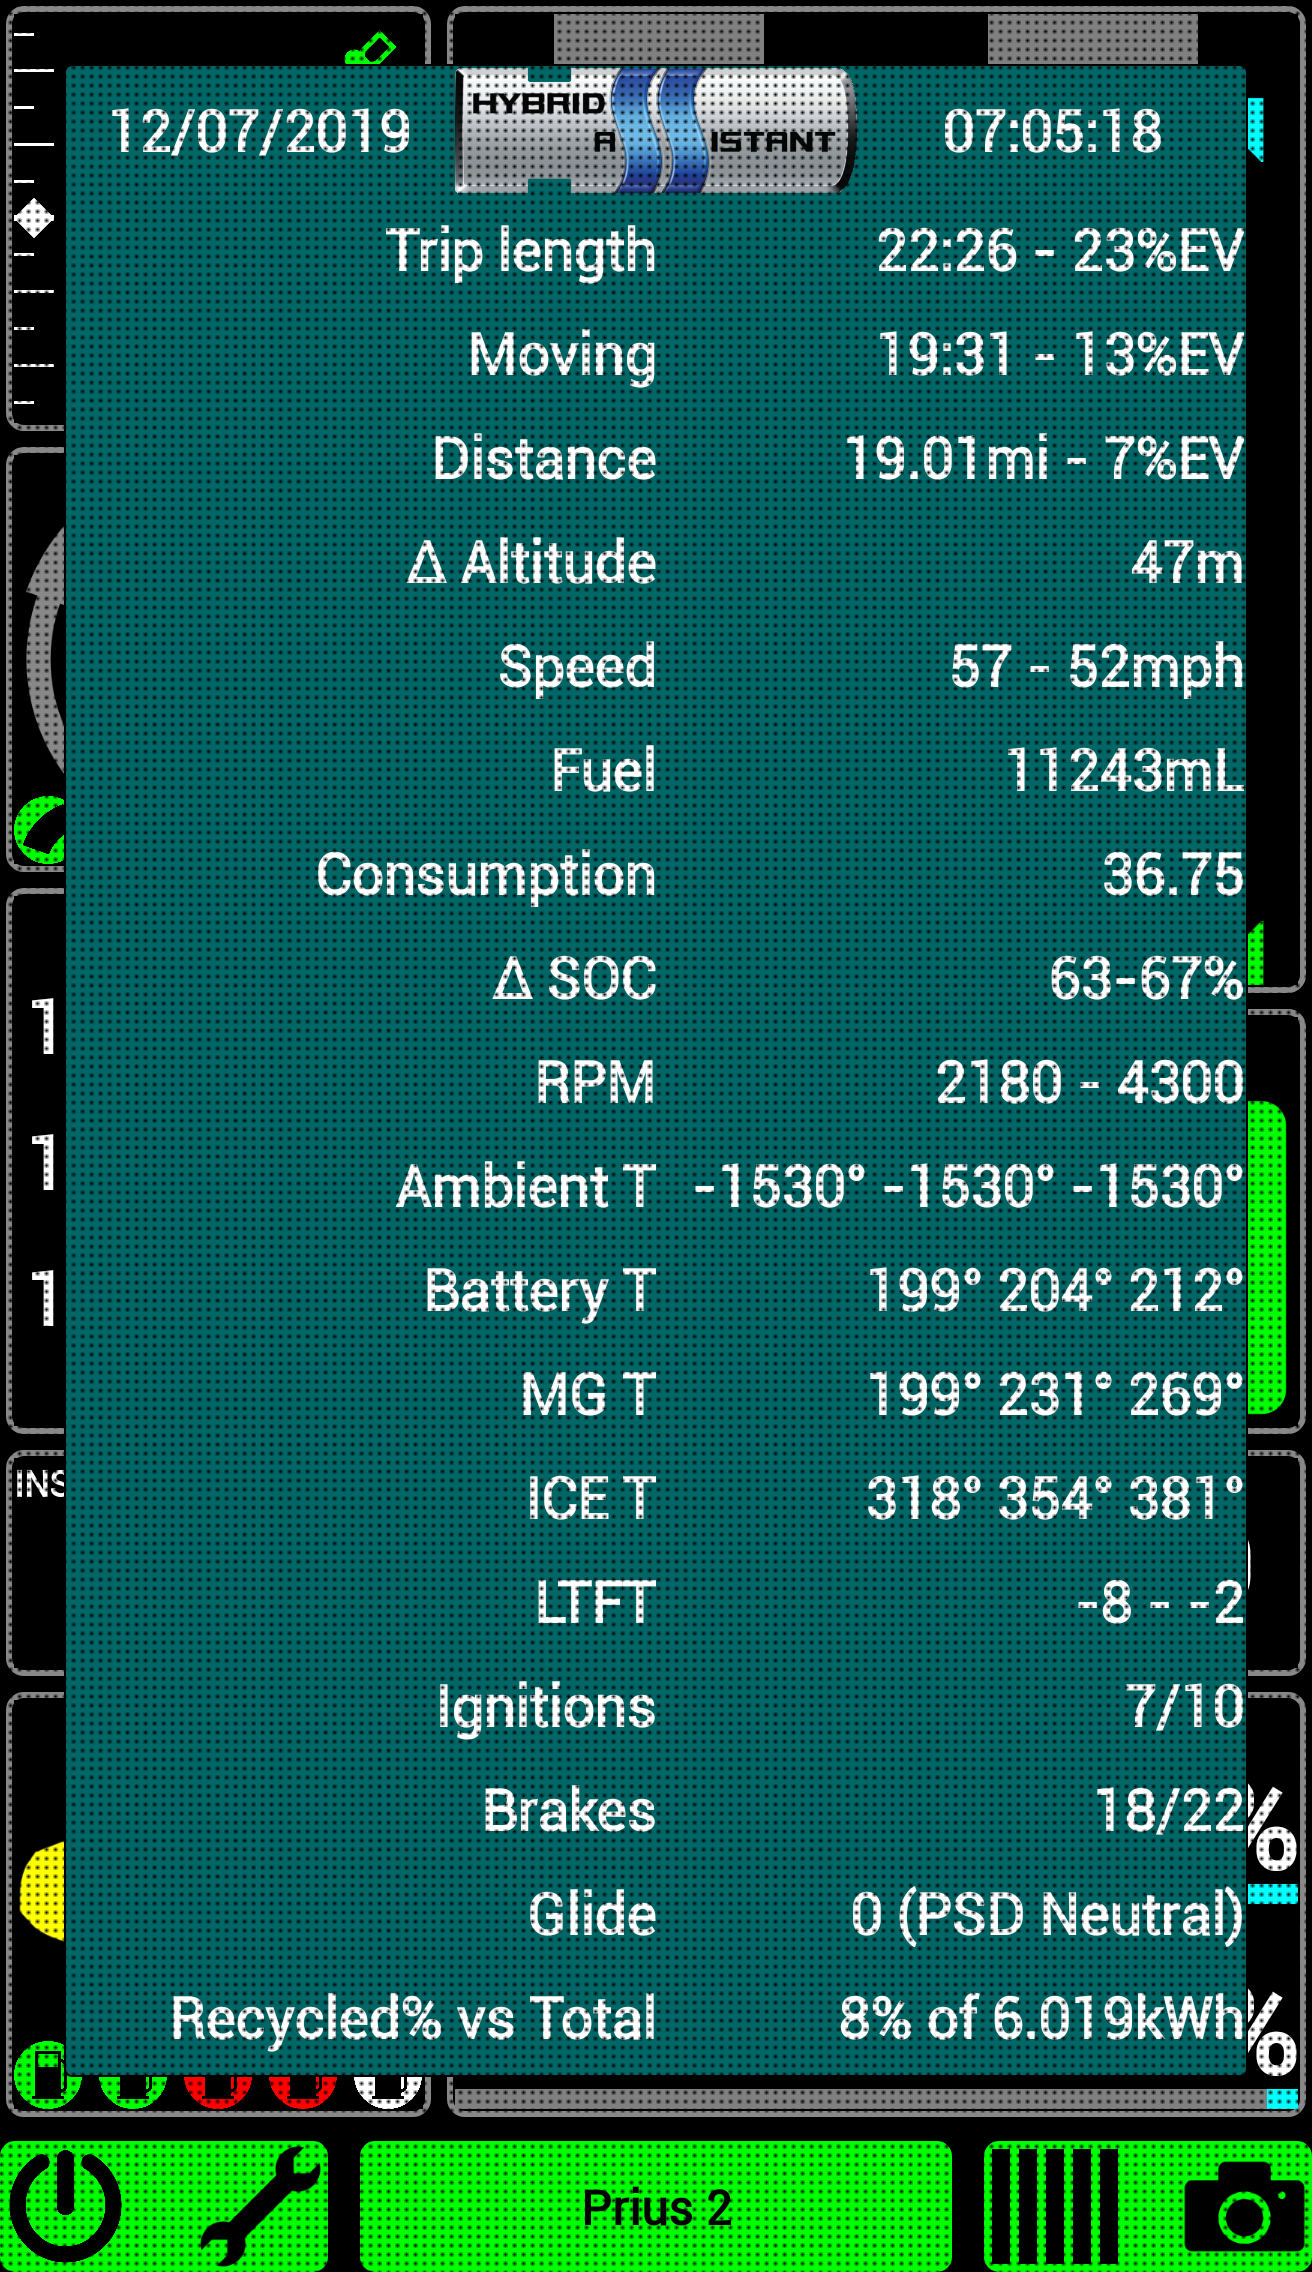 12/07/2019 HYBRID A ISTANT 07:05:18
Trip length 22:26 - 23%EV
Moving 19:31 - 13%EV
Distance 19.01mi - 7%EV
Δ Altitude 47m
Speed 57 - 52mph
Fuel 11243mL
Consumption 36.75
Δ SOC 63-67%
1
RPM 2180 - 4300
1
Ambient T -1530° -1530° -1530°
1
Battery T 199° 204° 212°
MG T 199° 231° 269°
INS
ICE T 318° 354° 381°
LTFT -8 - -2
Ignitions 7/10
Brakes 18/22
%
Glide 0 (PSD Neutral)
Recycled% vs Total 8% of 6.019kWh
%
Prius 2